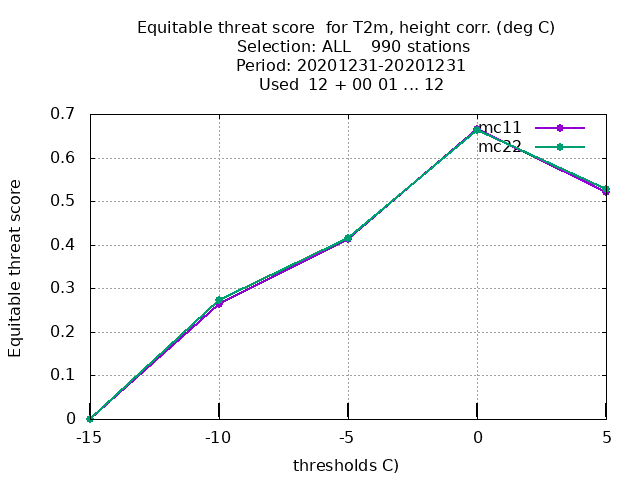 Equitable threat score  for T2m, height corr. (deg C)
Selection: ALL    990 stations
Period: 20201231-20201231
Used  12 + 00 01 ... 12
0.7
0.6
0.5
0.4
0.3
0.2
0.1
0
Equitable threat score
mc11
mc22
-15
-10
-5
0
5
thresholds C)